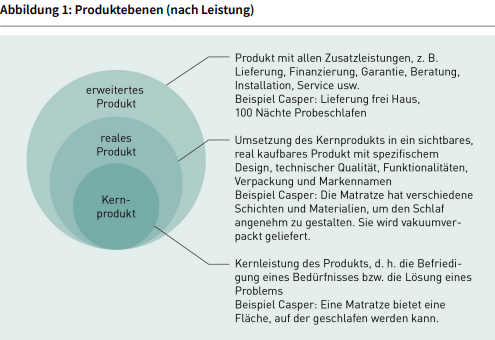 Abbildung 1: Produktebenen (nach Leistung)
erweitertes
Produkt
reales
Produkt
Kern-
produkt
Produkt mit allen Zusatzleistungen, z. B.
Lieferung, Finanzierung, Garantie, Beratung,
Installation, Service usw.
Beispiel Casper: Lieferung frei Haus,
100 Nächte Probeschlafen
Umsetzung des Kernprodukts in ein sichtbares,
real kaufbares Produkt mit spezifischem
Design, technischer Qualität, Funktionalitäten,
Verpackung und Markennamen
Beispiel Casper: Die Matratze hat verschiedene
Schichten und Materialien, um den Schlaf
angenehm zu gestalten. Sie wird vakuumver-
packt geliefert.
Kernleistung des Produkts, d. h. die Befriedi-
gung eines Bedürfnisses bzw. die Lösung eines
Problems
Beispiel Casper: Eine Matratze bietet eine
Fläche, auf der geschlafen werden kann.